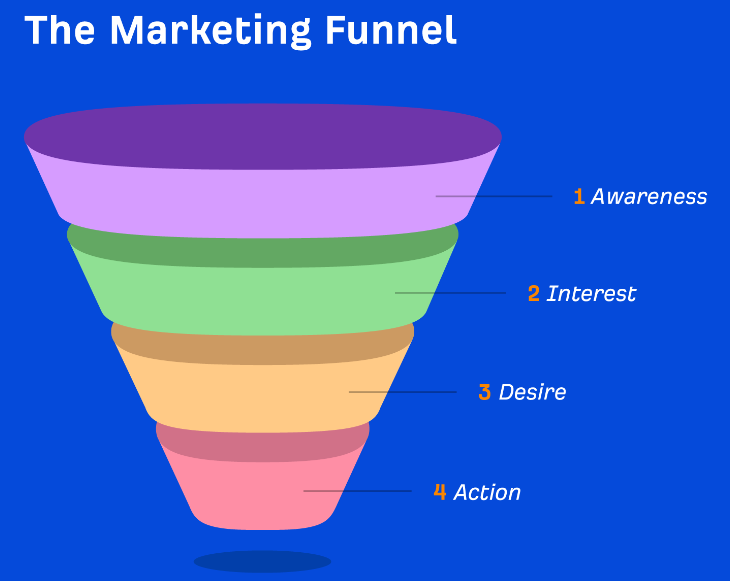 The Marketing Funnel
1 Awareness
2 Interest
3 Desire
4 Action